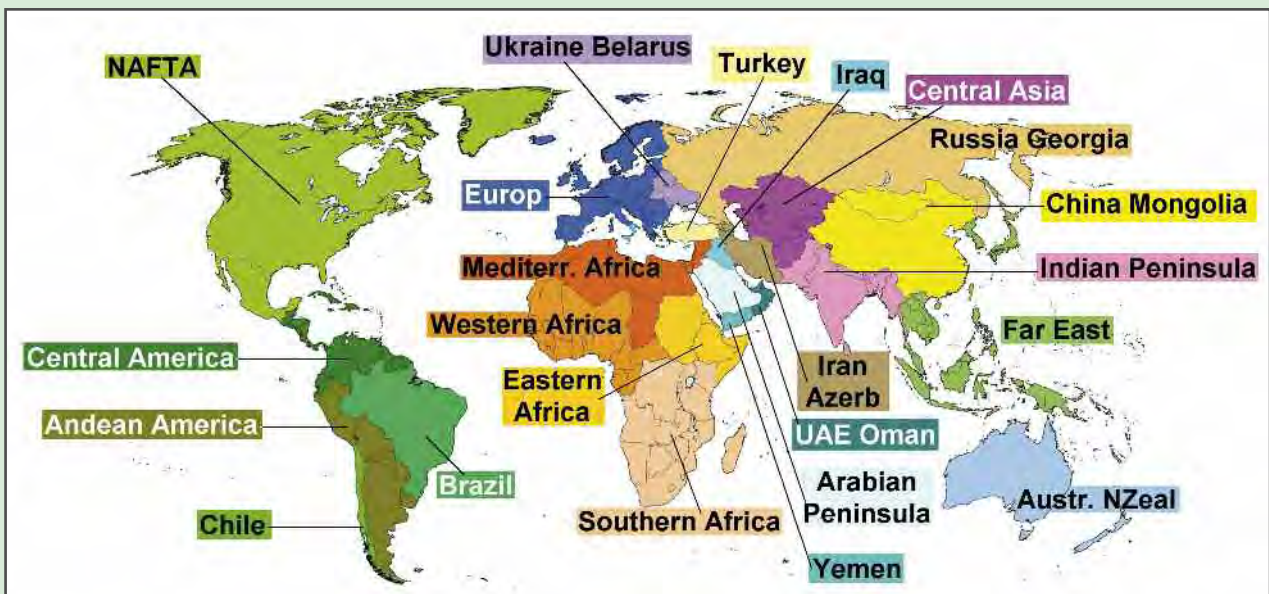 Ukraine Belarus
NAFTA
Turkey
Iraq
Central Asia
Russia Georgia
Europ
China Mongolia
Mediterr. Africa
Indian Peninsula
Western Africa
Far East
Central America
Eastern
Africa
Iran
Azerb
Andean America
UAE Oman
Brazil
Arabian
Peninsula
Austr. NZeal
Chile
Southern Africa
Yemen